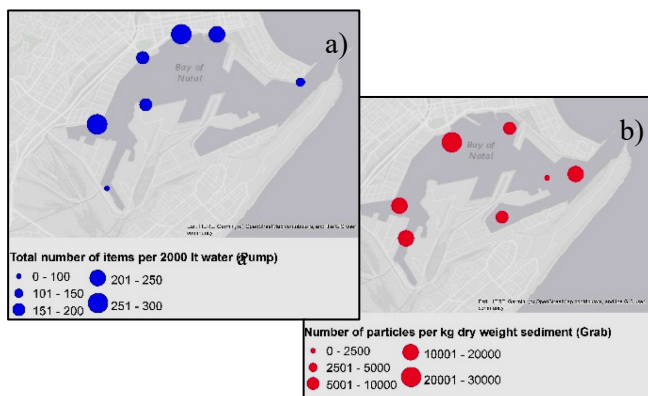 a)
Bay of
Natal
community
Total number of items per 2000 lt water (Pump)
a
0 - 100
101 - 150
151 - 200
201 - 250
251 - 300
b)
Bay of
Natal
community
Number of particles per kg dry weight sediment (Grab)
0 - 2500
2501 - 5000
5001 - 10000
10001 - 20000
20001 - 30000